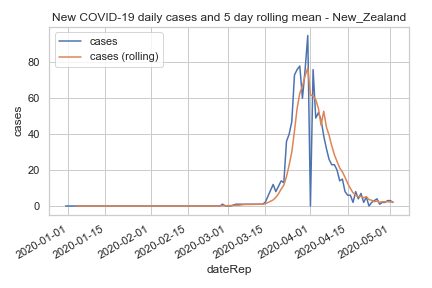 New COVID-19 daily cases and 5 day rolling mean - New_Zealand
cases
cases (rolling)
cases
80
60
40
20
0
2020-01-01
2020-01-15
2020-02-01
2020-02-15
2020-03-01
2020-03-15
2020-04-01
2020-04-15
2020-05-01
dateRep